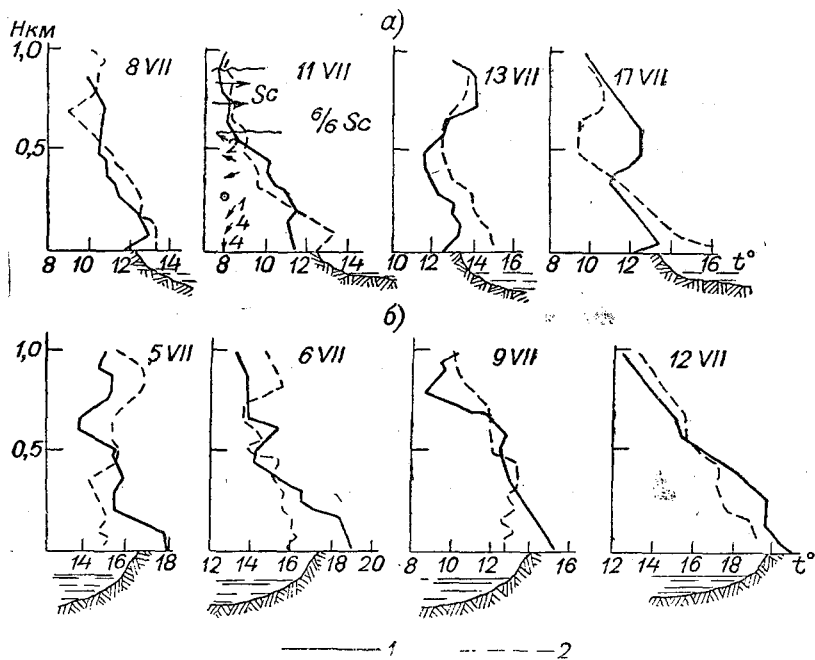 а)
Hкм
1,0
0,5
0
8 VII
11 VII
13 VII
17 VII
Sc
6/6 Sc
2
1
4
4
8 10 12 14
8 10 12 14
10 12 14 16
10 12 16 t°
б)
1,0
0,5
0
5 VII
6 VII
9 VII
12 VII
14 16 18
12 14 16 18 20
8 10 12 14 16
12 14 16 18 20 t°
1
2